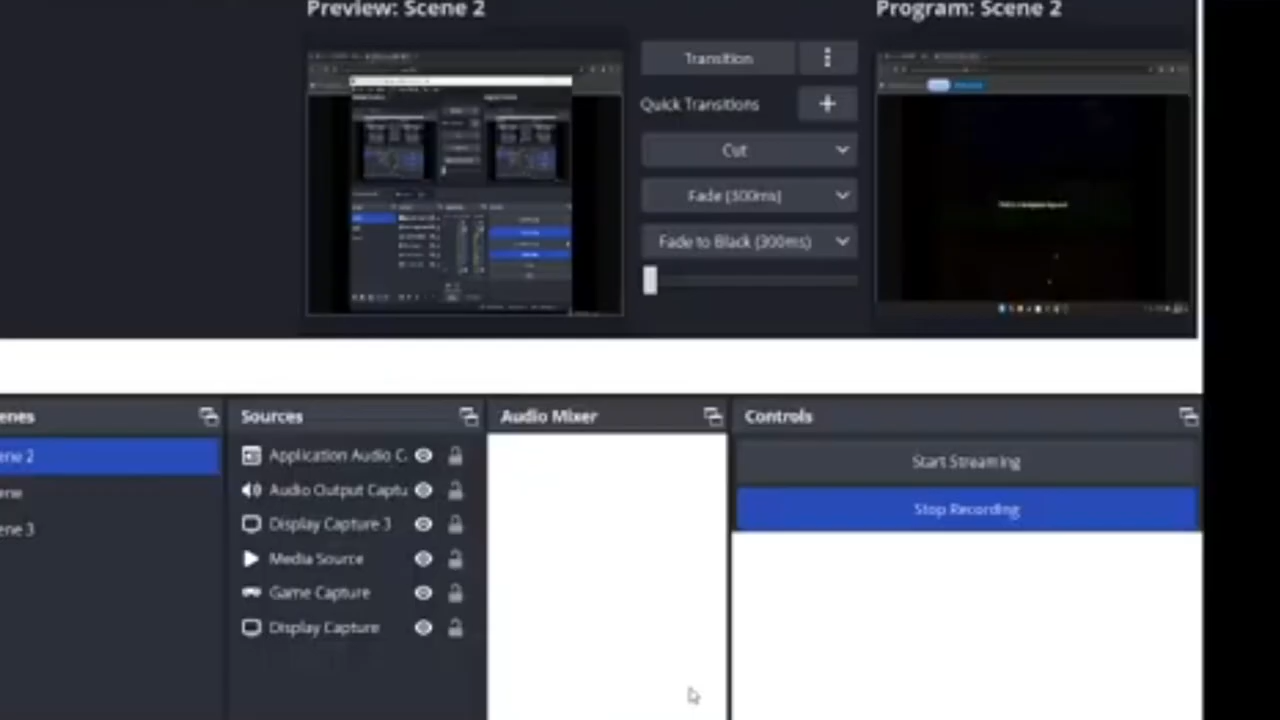 Preview: Scene 2
Program: Scene 2
Transition
Quick Transitions
Cut
Fade (300ms)
Fade to Black (300ms)
enes
Sources
Audio Mixer
Controls
ene 2
ene
ene 3
Application Audio C.
Audio Output Captu
Display Capture 3
Media Source
Game Capture
Display Capture
Start Streaming
Stop Recording